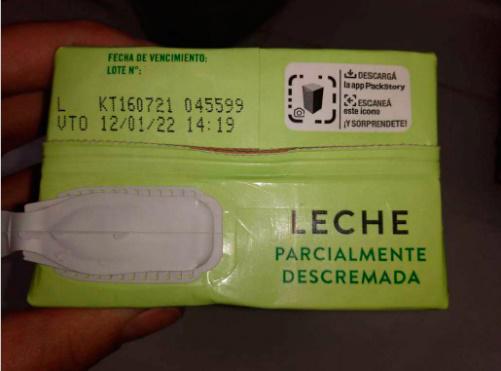 FECHA DE VENCIMIENTO:
LOTE N°:
L KT160721 045599
VTO 12/01/22 14:19
DESCARGÁ
la app PackStory
ESCANEÁ
este ícono
¡Y SORPRENDETE!
LECHE
PARCIALMENTE
DESCREMADA